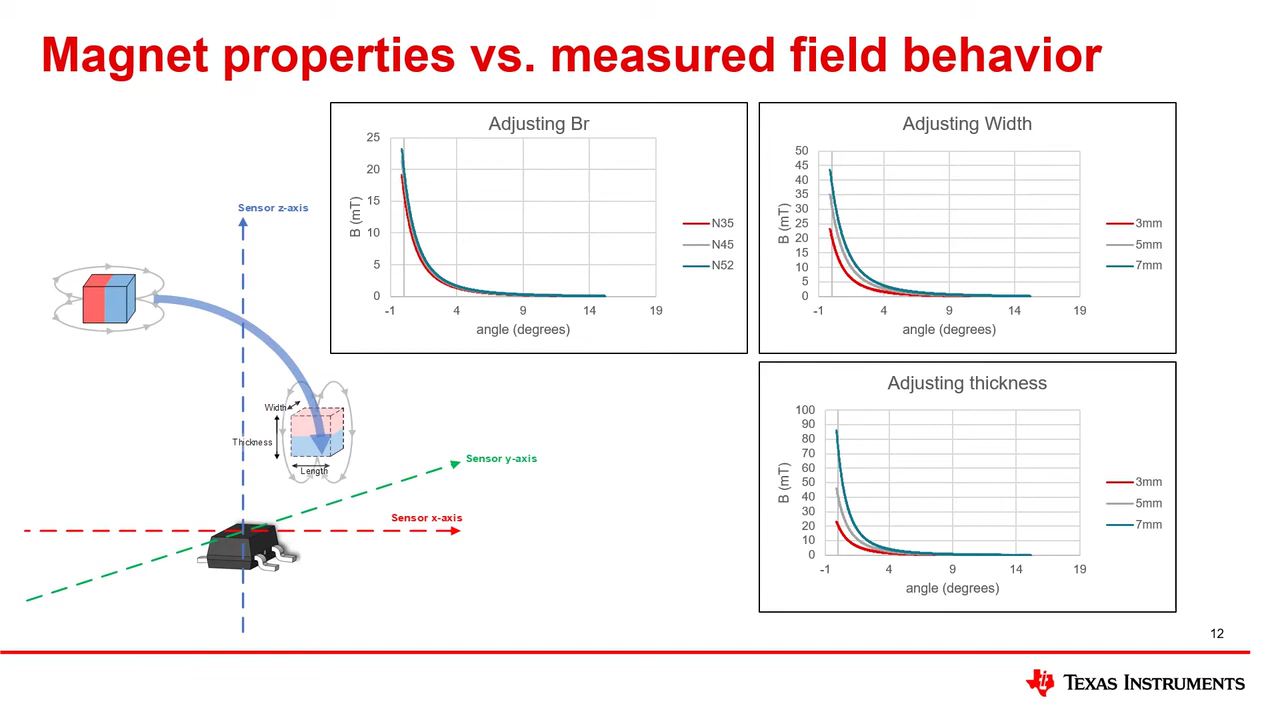 Magnet properties vs. measured field behavior
Adjusting Br
25
20
15
10
5
0
B (mT)
-1
4
9
14
19
angle (degrees)
N35
N45
N52
Adjusting Width
50
45
40
35
30
25
20
15
10
5
0
B (mT)
-1
4
9
14
19
angle (degrees)
3mm
5mm
7mm
Sensor z-axis
Width
Thickness
Length
Sensor y-axis
Sensor x-axis
Adjusting thickness
100
90
80
70
60
50
40
30
20
10
0
B (mT)
-1
4
9
14
19
angle (degrees)
3mm
5mm
7mm
12
TEXAS INSTRUMENTS